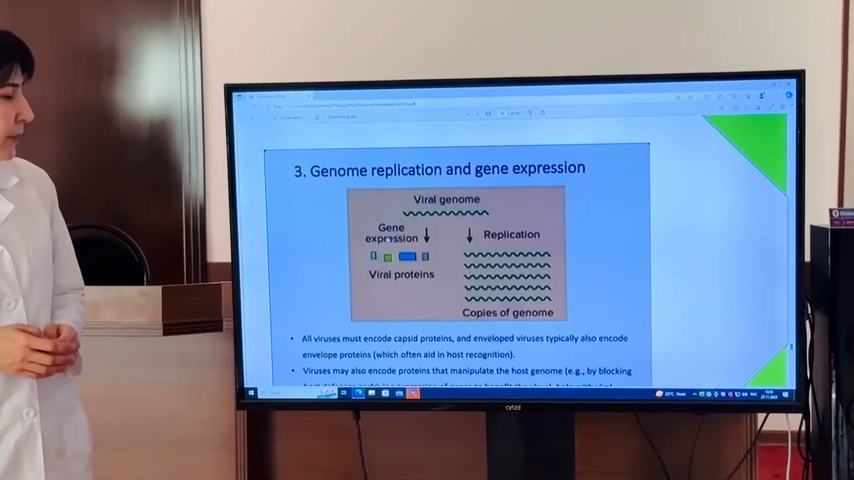 3. Genome replication and gene expression
Viral genome
Gene
expression
Replication
Viral proteins
Copies of genome
• All viruses must encode capsid proteins, and enveloped viruses typically also encode
envelope proteins (which often aid in host recognition).
• Viruses may also encode proteins that manipulate the host genome (e.g., by blocking
artel